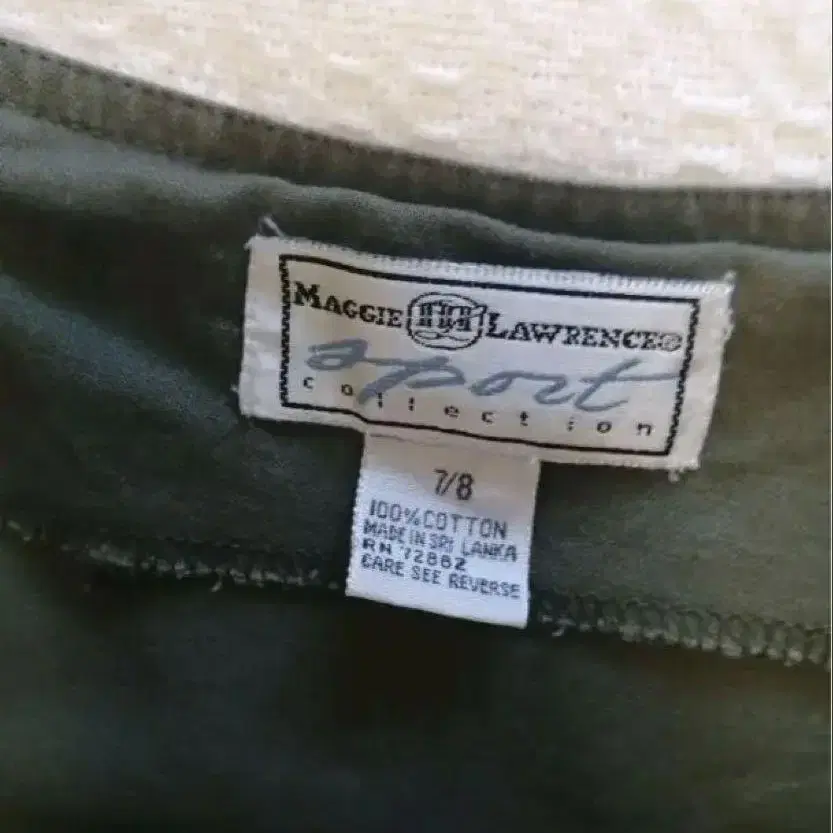 MAGGIE LAWRENCE®
sport
collection
7/8
100% COTTON
MADE IN SRI LANKA
RN 72882
CARE SEE REVERSE